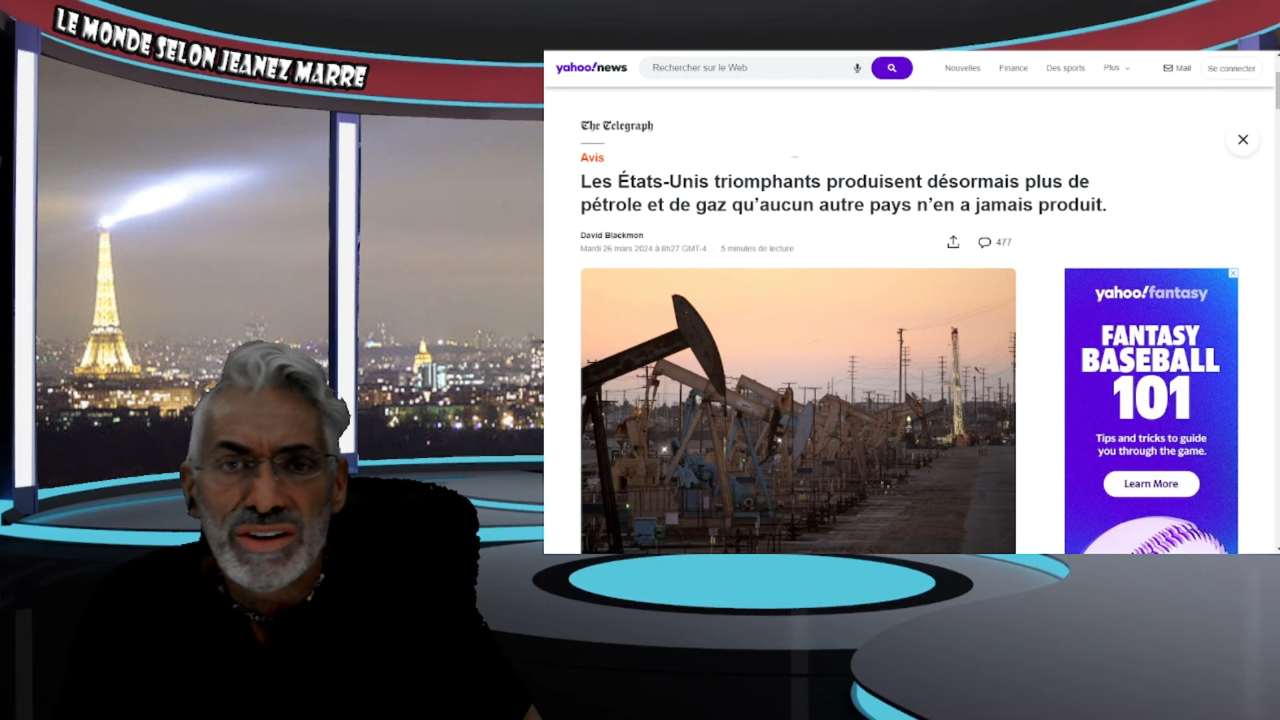 LE MONDE SELON JEANEZ MARRE
yahoo!news
Rechercher sur le Web
Nouvelles
Finance
Des sports
Plus
Mail
Se connecter
The Telegraph
Avis
Les États-Unis triomphants produisent désormais plus de
pétrole et de gaz qu’aucun autre pays n’en a jamais produit.
David Blackmon
Mardi 26 mars 2024 à 8h27 GMT-4
5 minutes de lecture
477
yahoo!fantasy
FANTASY
BASEBALL
101
Tips and tricks to guide
you through the game.
Learn More